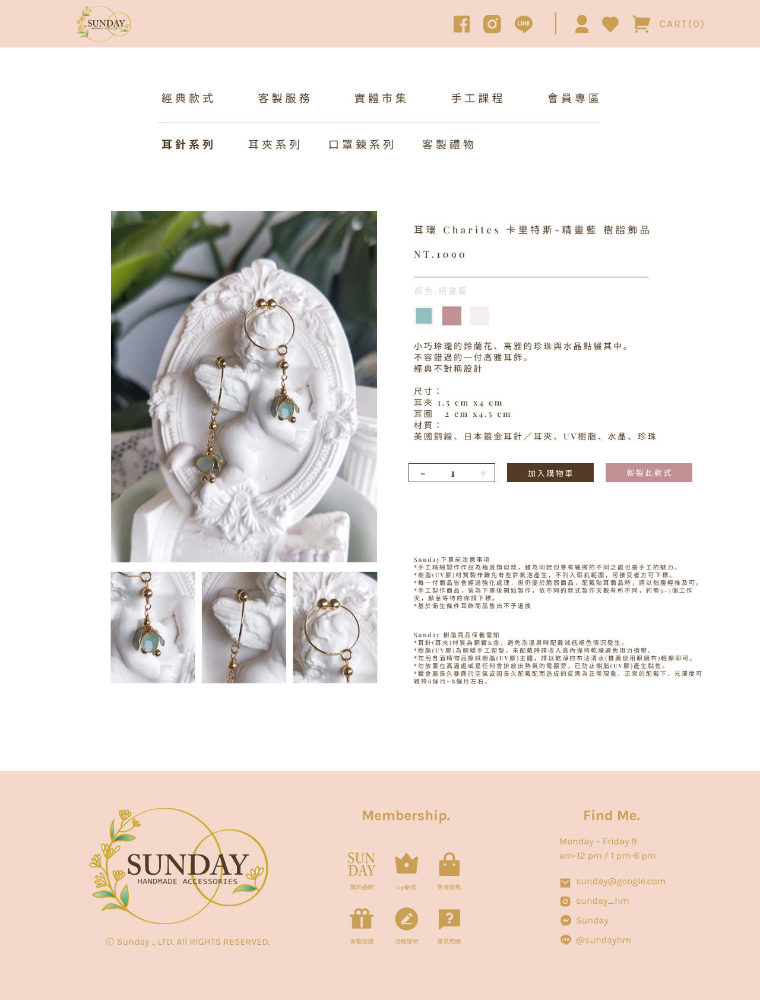 SUNDAY
HANDMADE ACCESSORIES
LINE
CART(0)
經典款式 客製服務 實體市集 手工課程 會員專區
耳針系列 耳夾系列 口罩鍊系列 客製禮物
耳環 Charites 卡里特斯-精靈藍 樹脂飾品
NT.1090
顏色:精靈藍
小巧玲瓏的鈴蘭花、高雅的珍珠與水晶點綴其中。
不容錯過的一付高雅耳飾。
經典不對稱設計
尺寸：
耳夾 1.5 cm x4 cm
耳圈 2 cm x4.5 cm
材質：
美國銅線、日本鍍金耳針／耳夾、UV樹脂、水晶、珍珠
- 1 + 加入購物車 客製此款式
Sunday下單前注意事項
*手工精細製作作品為極度類似款，雖為同款但會有細微的不同之處也是手工的魅力。
*樹脂(UV膠)材質製作難免有些許氣泡產生，不列入瑕疵範圍，可接受者方可下標。
*每一付商品皆會經過強化處理，但仍屬於脆弱商品，配戴貼耳商品時，請以指腹輕推及可。
*手工製作商品，皆為下單後開始製作，依不同的款式製作天數有所不同，約需3-5個工作
天，願意等待的你請下標。
*基於衛生條件耳飾商品售出不予退換
Sunday 樹脂商品保養需知
*耳針(耳夾)材質為銅鍍K金，避免泡溫泉時配戴減低褪色情況發生。
*樹脂(UV膠)為銅線手工塑型，未配戴時請收入盒內保持乾燥避免用力擠壓。
*勿用含酒精物品擦拭樹脂(UV膠)主體，請以乾淨的布沾清水(推薦使用眼鏡布)輕擦即可。
*勿放置在高溫處或是任何會排放出熱氣的電器旁，已防止樹脂(UV膠)產生黏性。
*鍍金屬長久暴露於空氣或因長久配戴配而造成的反黑為正常現象，正常的配戴下，光澤度可
維持6個月~8個月左右。
SUNDAY
HANDMADE ACCESSORIES
ⓒ Sunday ., LTD. All RIGHTS RESERVED.
Membership.
SUN
DAY
關於品牌 vip制度 售後服務
客製送禮 流程說明 常見問題
Find Me.
Monday – Friday 9
am-12 pm / 1 pm-6 pm
sunday@google.com
sunday_hm
Sunday
LINE @sundayhm